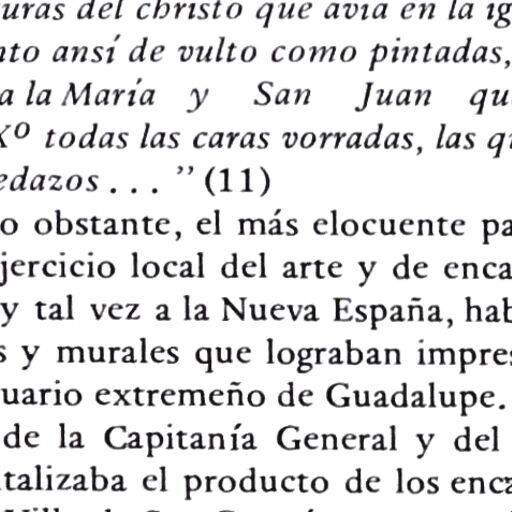 uras del christo que avia en la ig
nto ansí de vulto como pintadas,
a la María y San Juan qu
Xº todas las caras vorradas, las q
edazos . . . ” (11)
o obstante, el más elocuente pa
jercicio local del arte y de enca
y tal vez a la Nueva España, hab
s y murales que lograban impres
uario extremeño de Guadalupe.
de la Capitanía General y del
talizaba el producto de los enca